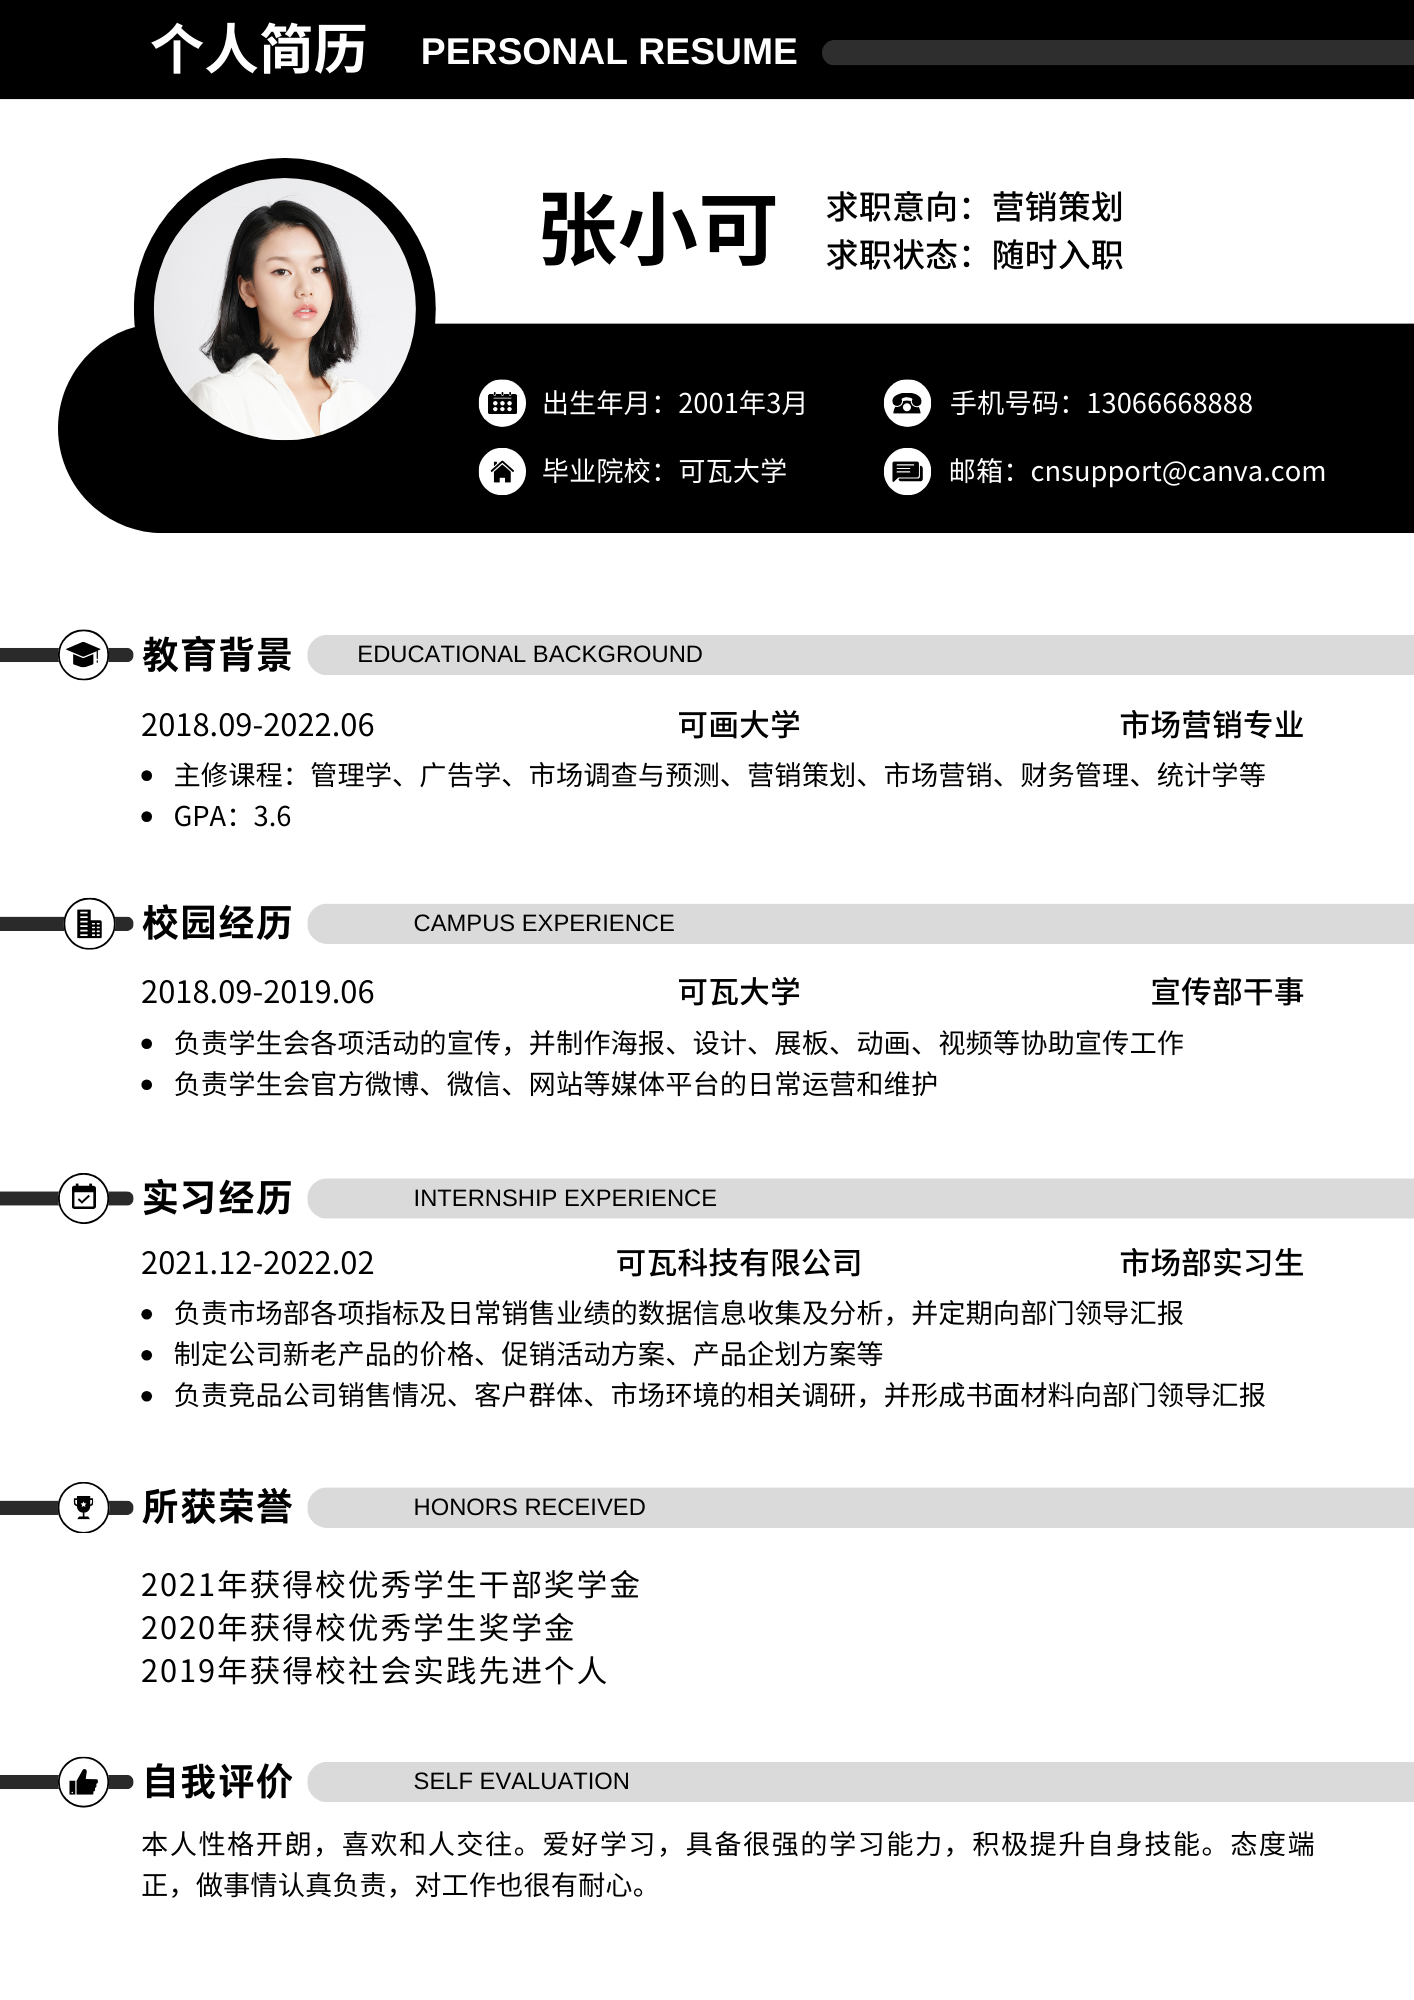 个人简历 PERSONAL RESUME
张小可
求职意向：营销策划
求职状态：随时入职
出生年月：2001年3月 手机号码：13066668888
毕业院校：可瓦大学 邮箱：cnsupport@canva.com
教育背景 EDUCATIONAL BACKGROUND
2018.09-2022.06 可画大学 市场营销专业
• 主修课程：管理学、广告学、市场调查与预测、营销策划、市场营销、财务管理、统计学等
• GPA：3.6
校园经历 CAMPUS EXPERIENCE
2018.09-2019.06 可瓦大学 宣传部干事
• 负责学生会各项活动的宣传，并制作海报、设计、展板、动画、视频等协助宣传工作
• 负责学生会官方微博、微信、网站等媒体平台的日常运营和维护
实习经历 INTERNSHIP EXPERIENCE
2021.12-2022.02 可瓦科技有限公司 市场部实习生
• 负责市场部各项指标及日常销售业绩的数据信息收集及分析，并定期向部门领导汇报
• 制定公司新老产品的价格、促销活动方案、产品企划方案等
• 负责竞品公司销售情况、客户群体、市场环境的相关调研，并形成书面材料向部门领导汇报
所获荣誉 HONORS RECEIVED
2021年获得校优秀学生干部奖学金
2020年获得校优秀学生奖学金
2019年获得校社会实践先进个人
自我评价 SELF EVALUATION
本人性格开朗，喜欢和人交往。爱好学习，具备很强的学习能力，积极提升自身技能。态度端
正，做事情认真负责，对工作也很有耐心。